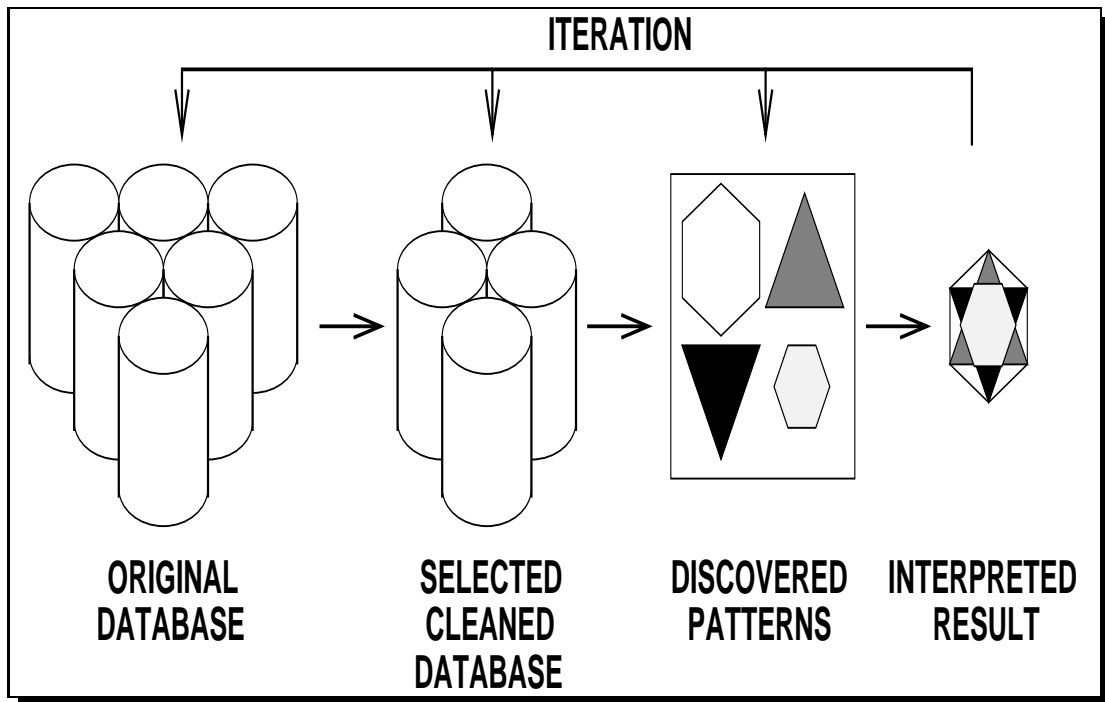 ITERATION
ORIGINAL
DATABASE
SELECTED
CLEANED
DATABASE
DISCOVERED
PATTERNS
INTERPRETED
RESULT